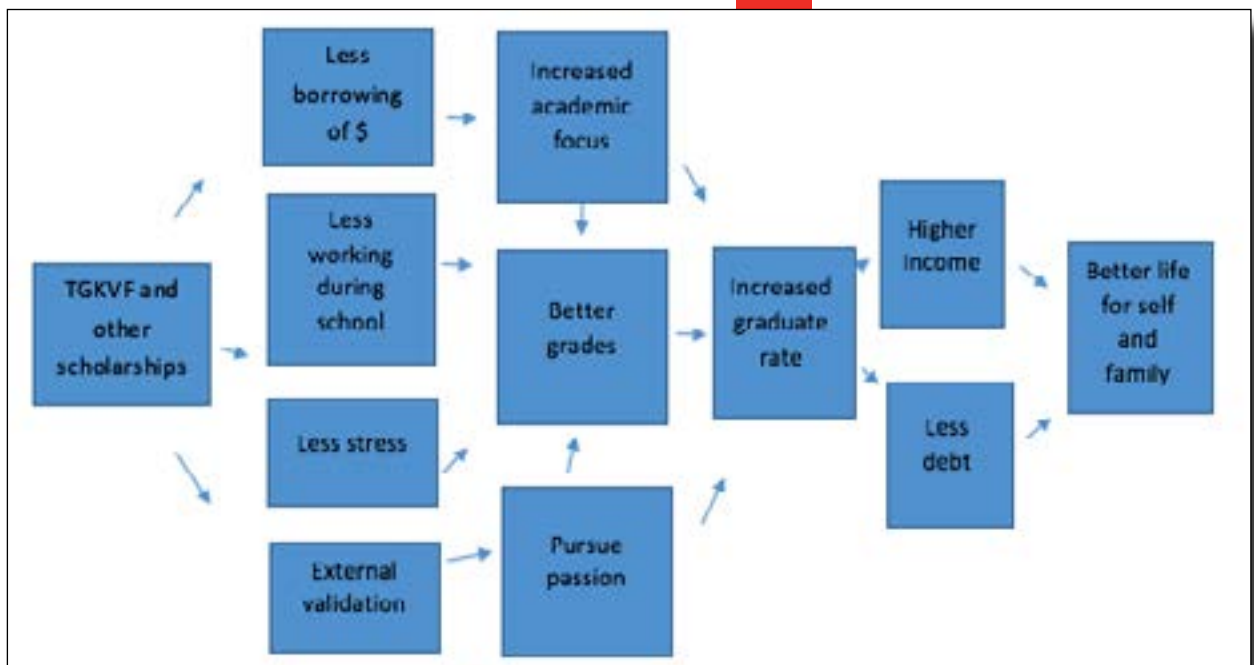 TGKVF and
other
scholarships
Less
borrowing
of $
Less
working
during
school
Less stress
External
validation
Increased
academic
focus
Better
grades
Pursue
passion
Increased
graduate
rate
Higher
Income
Less
debt
Better life
for self
and
family